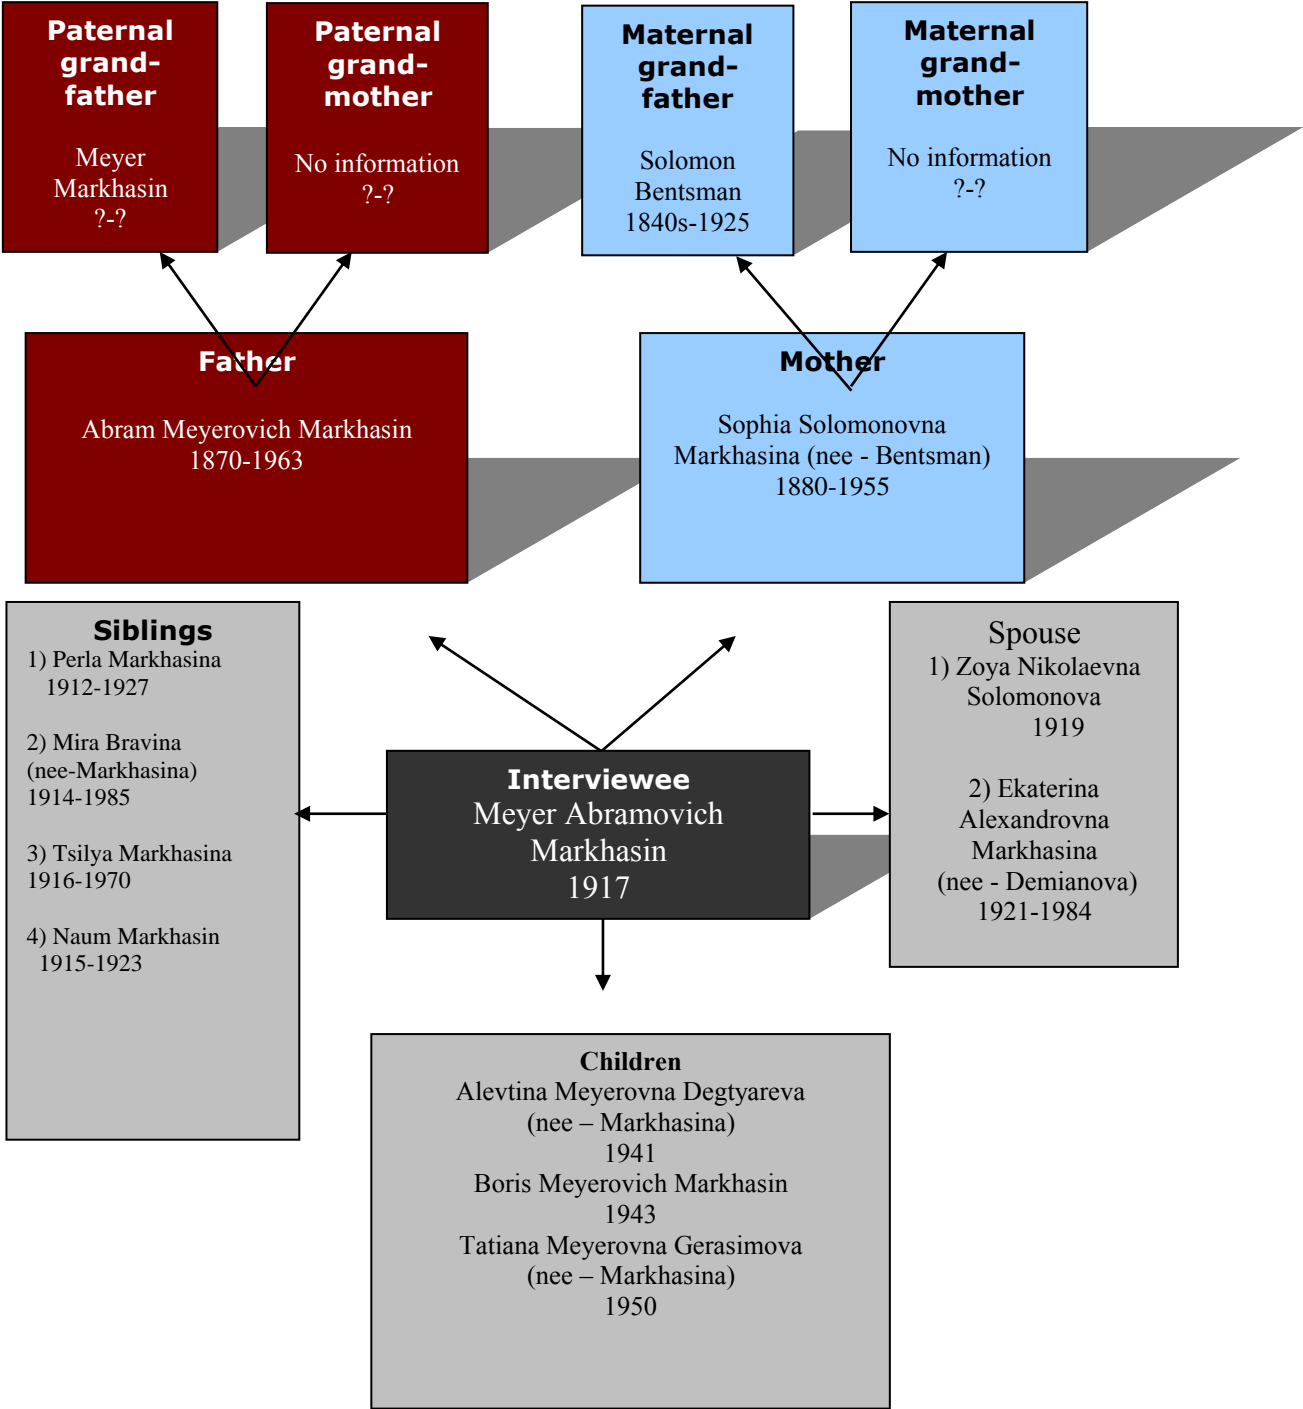 Paternal
grand-
father
Meyer
Markhasin
?-?
Paternal
grand-
mother
No information
?-?
Maternal
grand-
father
Solomon
Bentsman
1840s-1925
Maternal
grand-
mother
No information
?-?
Father
Abram Meyerovich Markhasin
1870-1963
Mother
Sophia Solomonovna
Markhasina (nee - Bentsman)
1880-1955
Siblings
1) Perla Markhasina
1912-1927
2) Mira Bravina
(nee-Markhasina)
1914-1985
3) Tsilya Markhasina
1916-1970
4) Naum Markhasin
1915-1923
Interviewee
Meyer Abramovich
Markhasin
1917
Spouse
1) Zoya Nikolaevna
Solomonova
1919
2) Ekaterina
Alexandrovna
Markhasina
(nee - Demianova)
1921-1984
Children
Alevtina Meyerovna Degtyareva
(nee – Markhasina)
1941
Boris Meyerovich Markhasin
1943
Tatiana Meyerovna Gerasimova
(nee – Markhasina)
1950